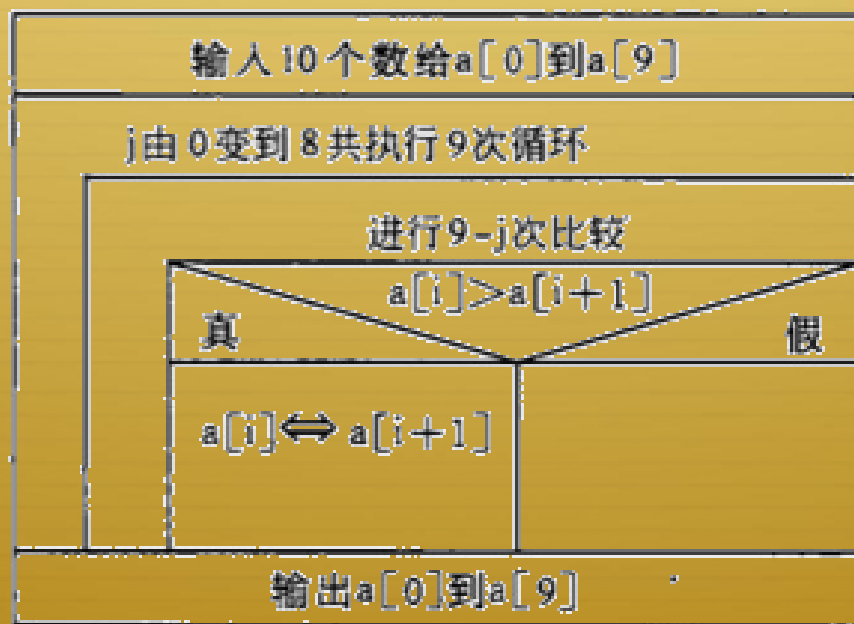 输入10个数给a[0]到a[9]
j由0变到8共执行9次循环
进行9-j次比较
a[i]>a[i+1]
真 假
a[i]⇔a[i+1]
输出a[0]到a[9]